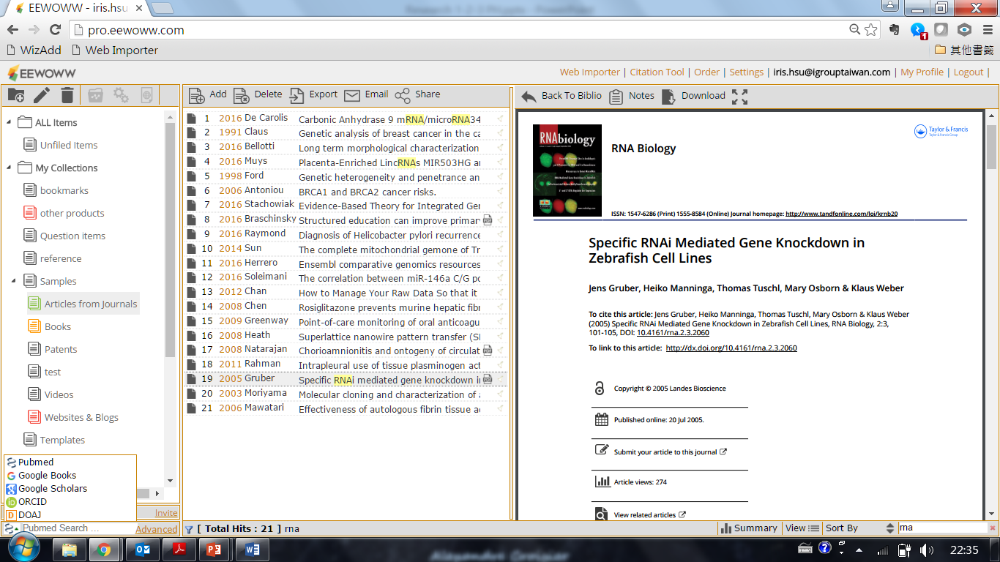 EEWOWW - iris.hsu
pro.eewoww.com
1
WizAdd
Web Importer
其他書籤
EEWOWW
Web Importer | Citation Tool | Order | Settings | iris.hsu@igrouptaiwan.com | My Profile | Logout |
Add Delete Export Email Share
Back To Biblio Notes Download
ALL Items
Unfiled Items
My Collections
bookmarks
other products
Question items
reference
Samples
Articles from Journals
Books
Patents
test
Videos
Websites & Blogs
Templates
Pubmed
Google Books
Google Scholars
ORCID
DOAJ
Invite
Pubmed Search ...
Advanced
1 2016 De Carolis Carbonic Anhydrase 9 mRNA/microRNA34
2 1991 Claus Genetic analysis of breast cancer in the ca
3 2016 Bellotti Long term morphological characterization
4 2016 Muys Placenta-Enriched LincRNAs MIR503HG an
5 1998 Ford Genetic heterogeneity and penetrance an
6 2006 Antoniou BRCA1 and BRCA2 cancer risks.
7 2016 Stachowiak Evidence-Based Theory for Integrated Gen
8 2016 Braschinsky Structured education can improve primar
9 2016 Raymond Diagnosis of Helicobacter pylori recurrence
10 2014 Sun The complete mitochondrial gemone of Tr
11 2016 Herrero Ensembl comparative genomics resources
12 2016 Soleimani The correlation between miR-146a C/G po
13 2012 Chan How to Manage Your Raw Data So that it
14 2008 Chen Rosiglitazone prevents murine hepatic fibr
15 2009 Greenway Point-of-care monitoring of oral anticoagu
16 2008 Heath Superlattice nanowire pattern transfer (S
17 2008 Natarajan Chorioamnionitis and ontogeny of circulat
18 2011 Rahman Intrapleural use of tissue plasminogen act
19 2005 Gruber Specific RNAi mediated gene knockdown i
20 2003 Moriyama Molecular cloning and characterization of a
21 2006 Mawatari Effectiveness of autologous fibrin tissue a
[ Total Hits : 21 ] rna
RNAbiology
RNA Biology
Taylor & Francis
Taylor & Francis Group
ISSN: 1547-6286 (Print) 1555-8584 (Online) Journal homepage: http://www.tandfonline.com/loi/krnb20
Specific RNAi Mediated Gene Knockdown in
Zebrafish Cell Lines
Jens Gruber, Heiko Manninga, Thomas Tuschl, Mary Osborn & Klaus Weber
To cite this article: Jens Gruber, Heiko Manninga, Thomas Tuschl, Mary Osborn & Klaus Weber
(2005) Specific RNAi Mediated Gene Knockdown in Zebrafish Cell Lines, RNA Biology, 2:3,
101-105, DOI: 10.4161/rna.2.3.2060
To link to this article: http://dx.doi.org/10.4161/rna.2.3.2060
Copyright © 2005 Landes Bioscience
Published online: 20 Jul 2005.
Submit your article to this journal
Article views: 274
View related articles
Summary View Sort By rna
22:35